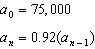 a₀ = 75,000
aₙ = 0.92(aₙ₋₁)